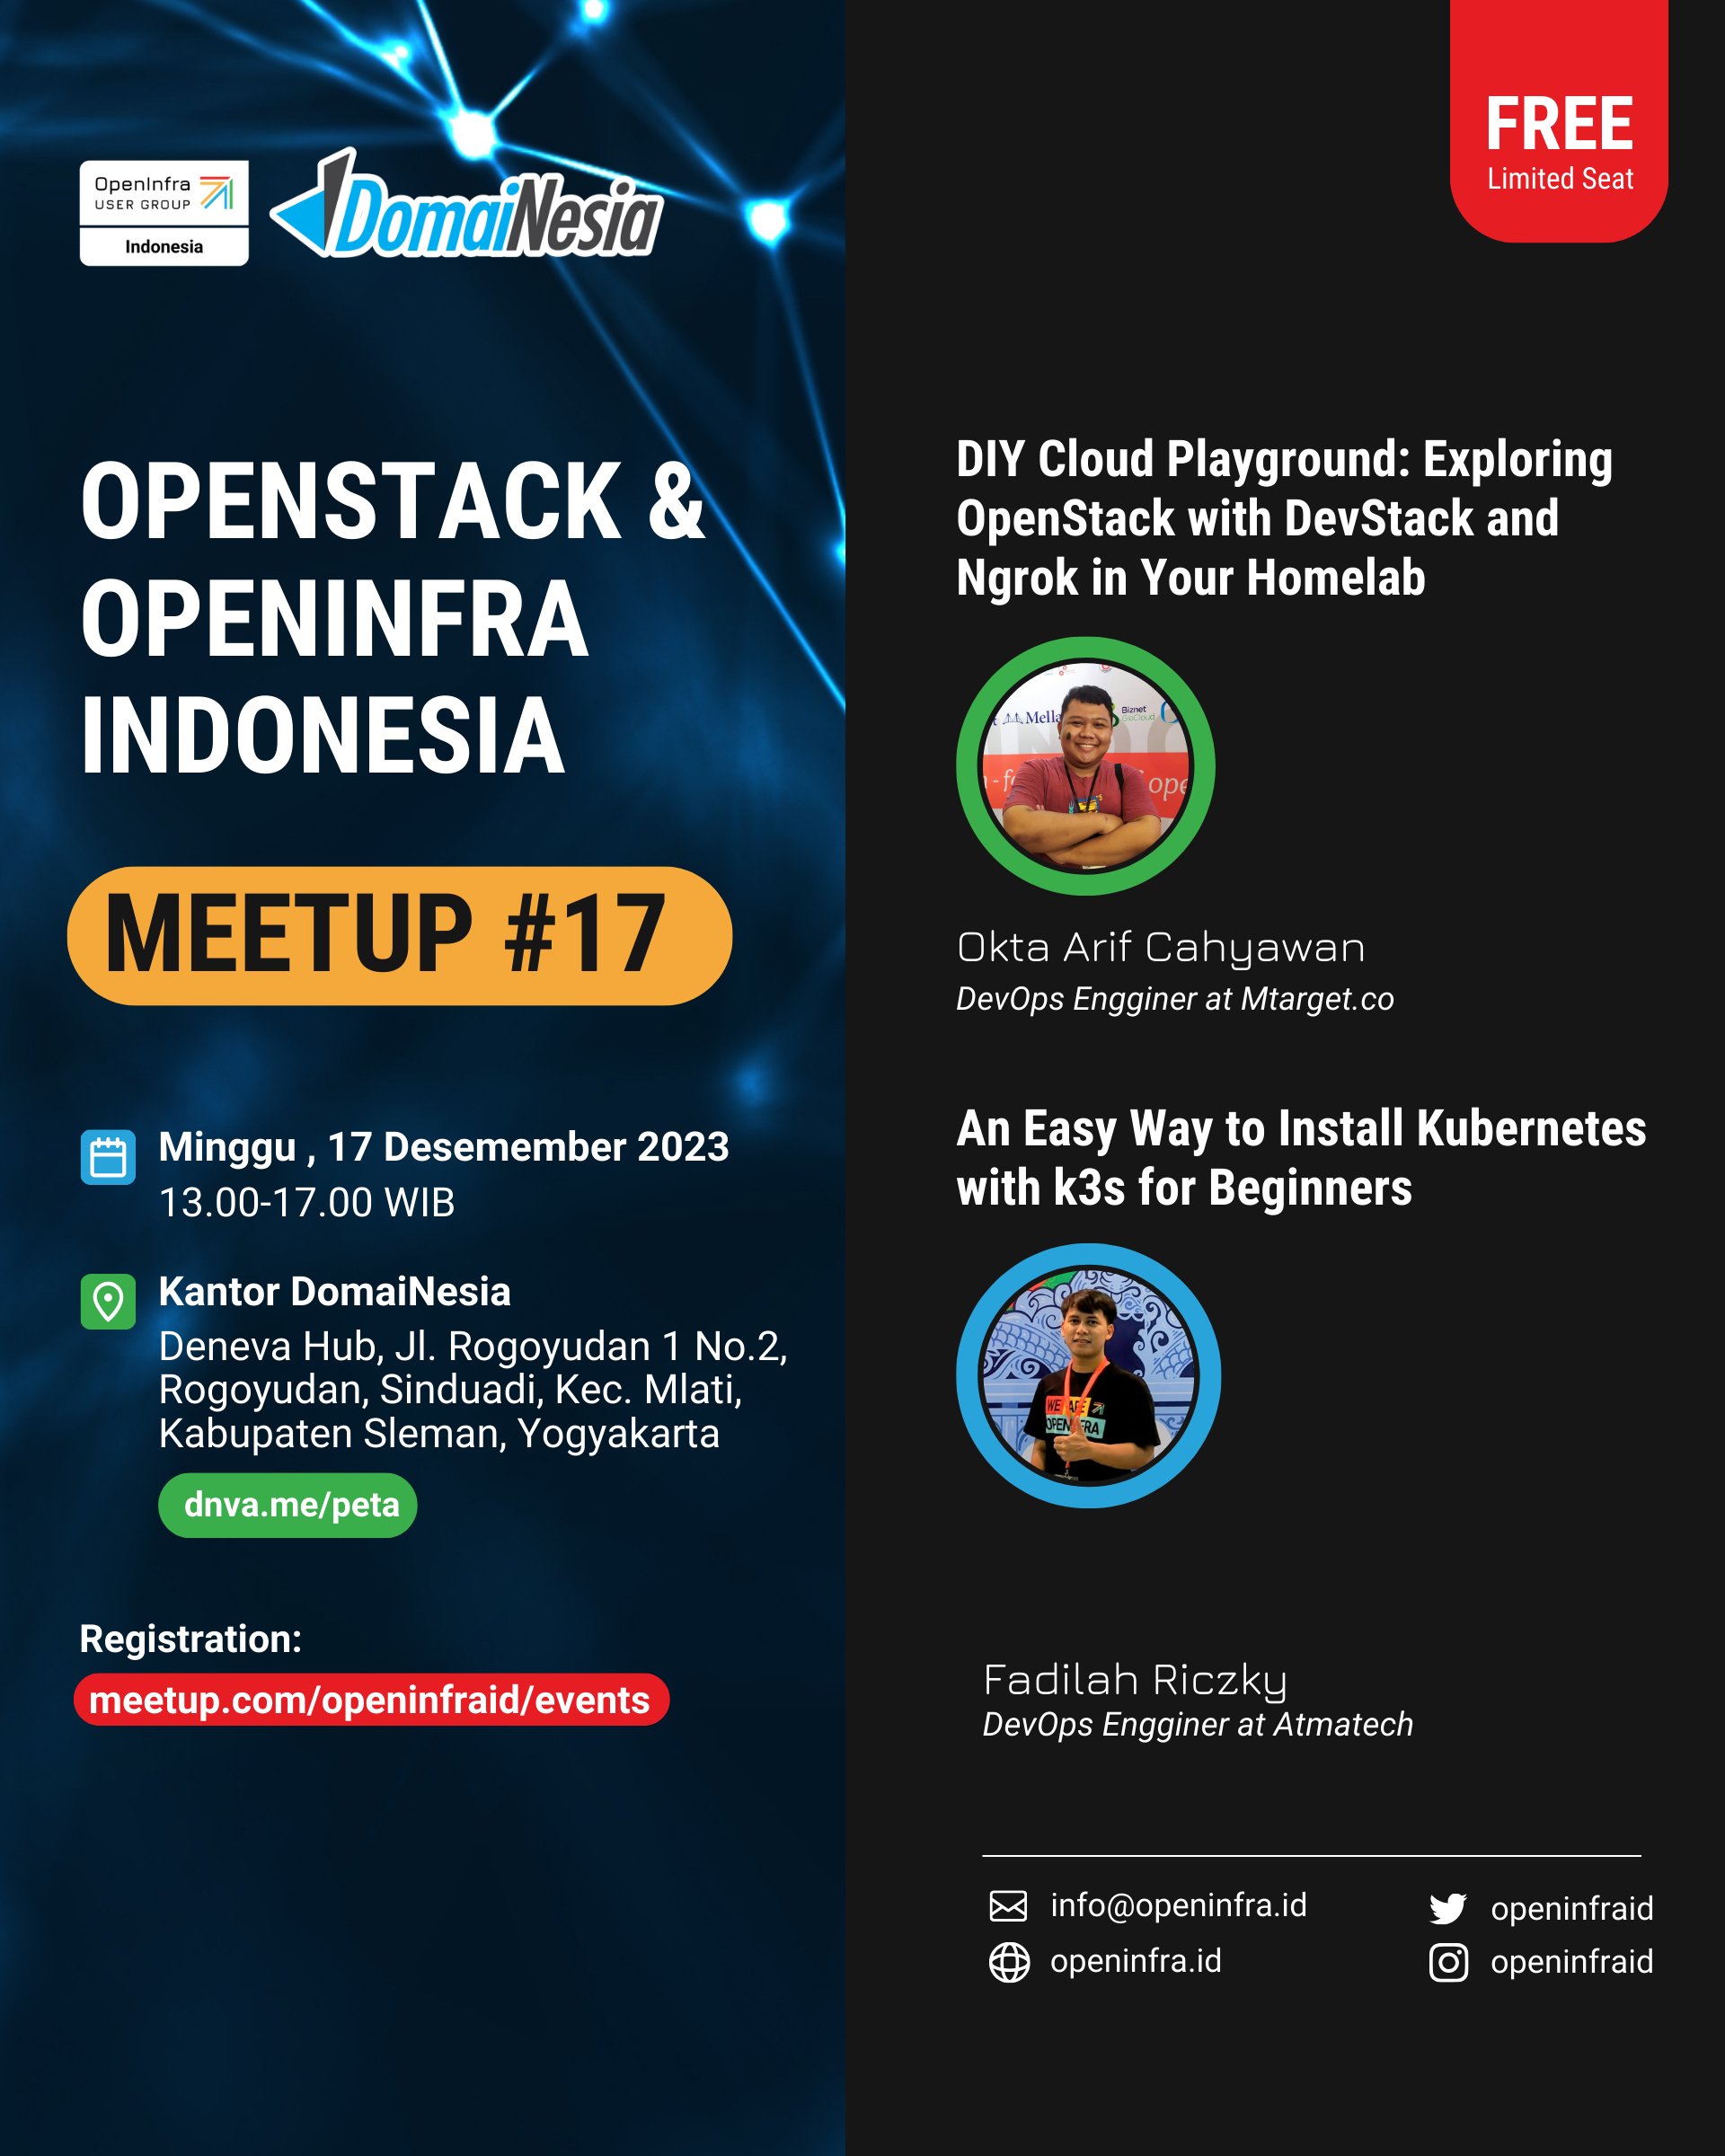 OpenInfra
USER GROUP
Indonesia
DomaiNesia
OPENSTACK &
OPENINFRA
INDONESIA
MEETUP #17
Minggu , 17 Desemember 2023
13.00-17.00 WIB
Kantor DomaiNesia
Deneva Hub, Jl. Rogoyudan 1 No.2,
Rogoyudan, Sinduadi, Kec. Mlati,
Kabupaten Sleman, Yogyakarta
dnva.me/peta
Registration:
meetup.com/openinfraid/events
FREE
Limited Seat
DIY Cloud Playground: Exploring
OpenStack with DevStack and
Ngrok in Your Homelab
Biznet
GioCloud
Okta Arif Cahyawan
DevOps Engginer at Mtarget.co
An Easy Way to Install Kubernetes
with k3s for Beginners
WE ARE
Fadilah Riczky
DevOps Engginer at Atmatech
info@openinfra.id
openinfra.id
openinfraid
openinfraid